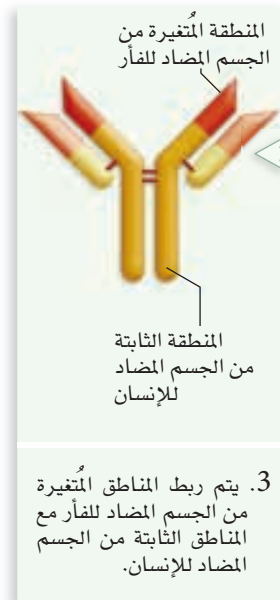 المنطقة المُتغيرة من
الجسم المضاد للفأر
المنطقة الثابتة
من الجسم المضاد
للإنسان
3. يتم ربط المناطق المُتغيرة
من الجسم المضاد للفأر مع
المناطق الثابتة من الجسم
المضاد للإنسان.